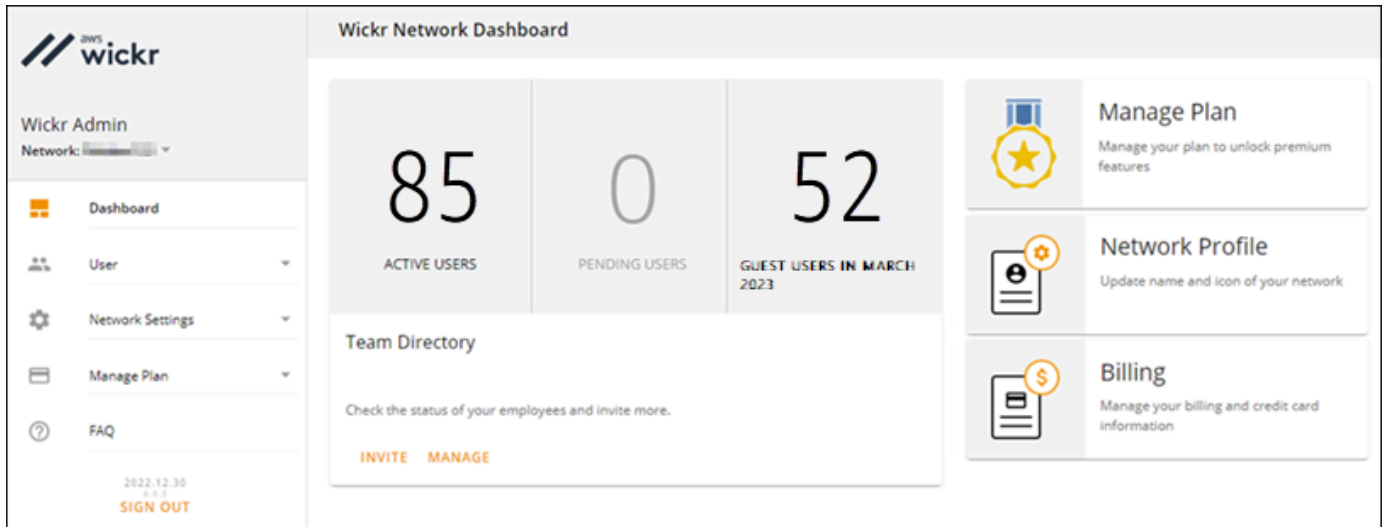 aws
wickr
Wickr Admin
Network:
Dashboard
User
Network Settings
Manage Plan
FAQ
2022.12.30
SIGN OUT
Wickr Network Dashboard
85
ACTIVE USERS
0
PENDING USERS
52
GUEST USERS IN MARCH
2023
Team Directory
Check the status of your employees and invite more.
INVITE MANAGE
Manage Plan
Manage your plan to unlock premium
features
Network Profile
Update name and icon of your network
$
Billing
Manage your billing and credit card
information